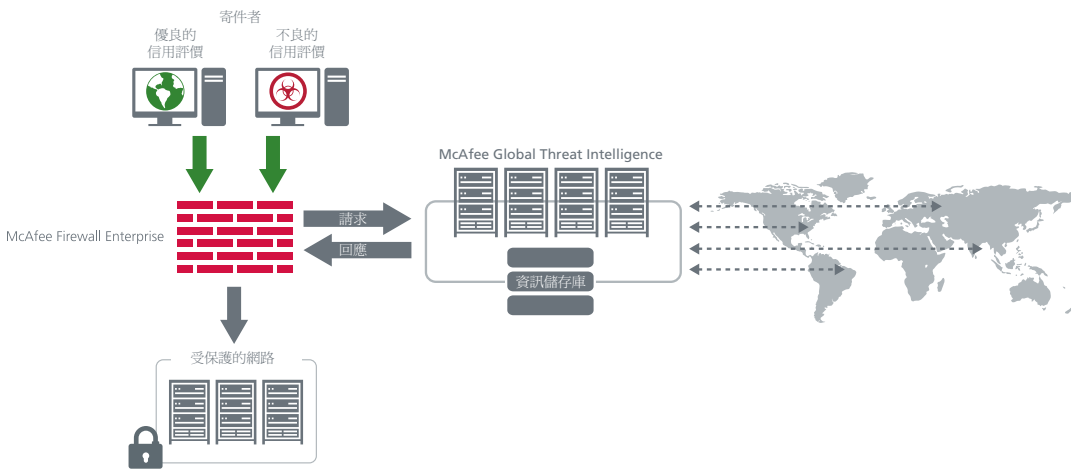 寄件者
優良的
信用評價
不良的
信用評價
McAfee Global Threat Intelligence
McAfee Firewall Enterprise
請求
回應
資訊儲存庫
受保護的網路